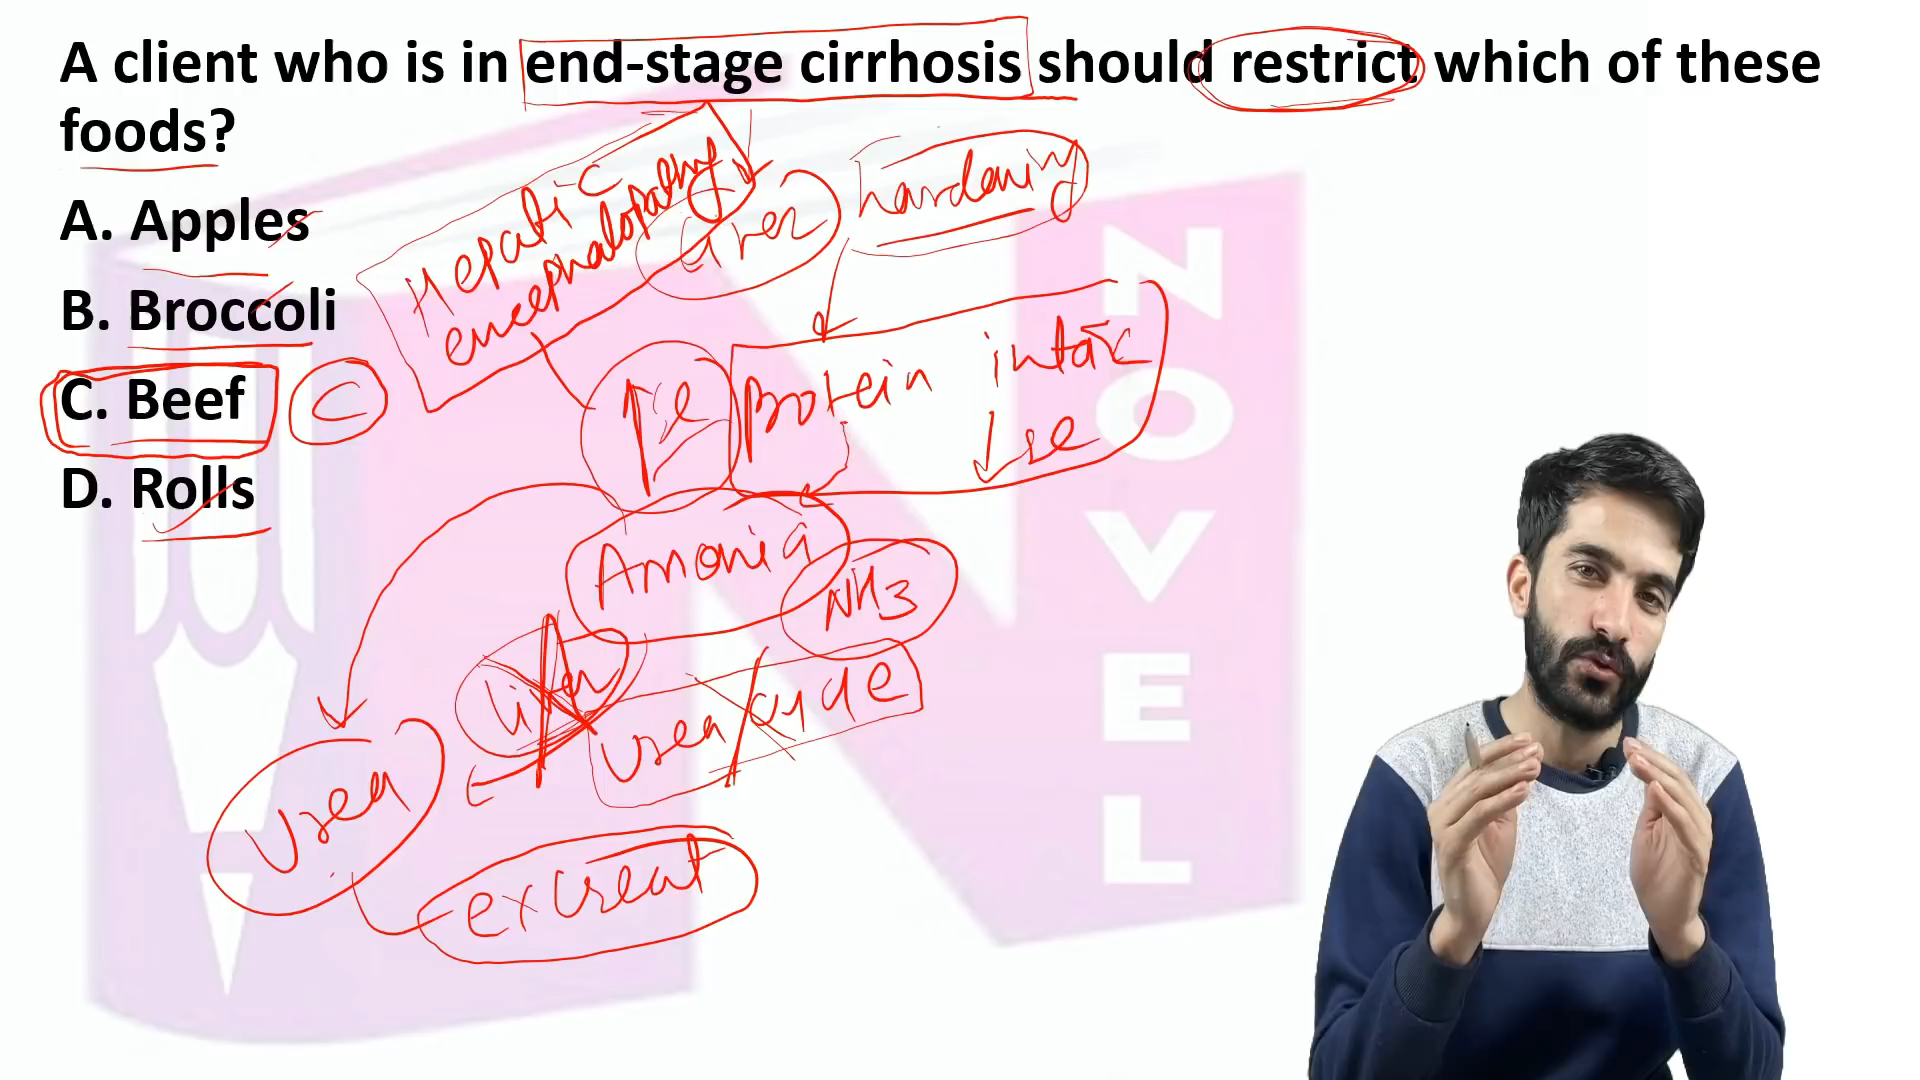 A client who is in end-stage cirrhosis should restrict which of these
foods?
A. Apples
B. Broccoli
C. Beef
C
D. Rolls
Hepatic
encephalopathy
liver hardening
Protein intak
↑se
↓se
Amonia
NH3
liver
Urea cycle
Urea
excreat
NOVEL